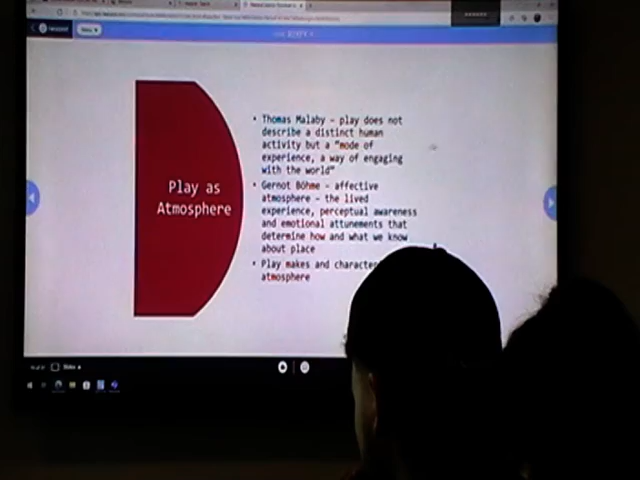 Play as
Atmosphere
• Thomas Malaby – play does not
describe a distinct human
activity but a "mode of
experience, a way of engaging
with the world"
• Gernot Böhme – affective
atmosphere – the lived
experience, perceptual awareness
and emotional attunements that
determine how and what we know
about place
• Play makes and
atmosphere